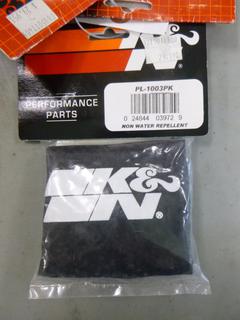 K&N®
PERFORMANCE
PARTS
PL-1003PK
0 24844 03972 9
NON WATER REPELLENT
K&N®